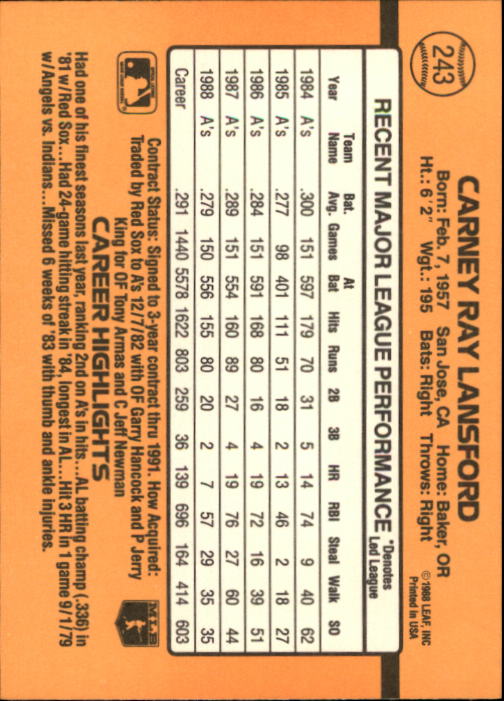 243
CARNEY RAY LANSFORD
Born: Feb. 7, 1957 San Jose, CA Home: Baker, OR
Ht.: 6'2" Wgt.: 195 Bats: Right Throws: Right
©1988 LEAF, INC
Printed in USA
RECENT MAJOR LEAGUE PERFORMANCE *Denotes Led League
Year Team Name Bat. Avg. Games At Bat Hits Runs 2B 3B HR RBI Steal Walk SO
1984 A's .300 151 597 179 70 31 5 14 74 9 40 62
1985 A's .277 98 401 111 51 18 2 13 46 2 18 27
1986 A's .284 151 591 168 80 16 4 19 72 16 39 51
1987 A's .289 151 554 160 89 27 4 19 76 27 60 44
1988 A's .279 150 556 155 80 20 2 7 57 29 35 35
Career .291 1440 5578 1622 803 259 36 139 696 164 414 603
Contract Status: Signed to 3-year contract thru 1991. How Acquired:
Traded by Red Sox to A's 12/7/82 with OF Garry Hancock and P Jerry
King for OF Tony Armas and C Jeff Newman
MLB
CAREER HIGHLIGHTS
Had one of his finest seasons last year, ranking 2nd on A's in hits...AL batting champ (.336) in
'81 w/Red Sox...Had 24-game hitting streak in '84, longest in AL...Hit 3 HR in 1 game 9/1/79
w/Angels vs. Indians...Missed 6 weeks of '83 with thumb and ankle injuries.